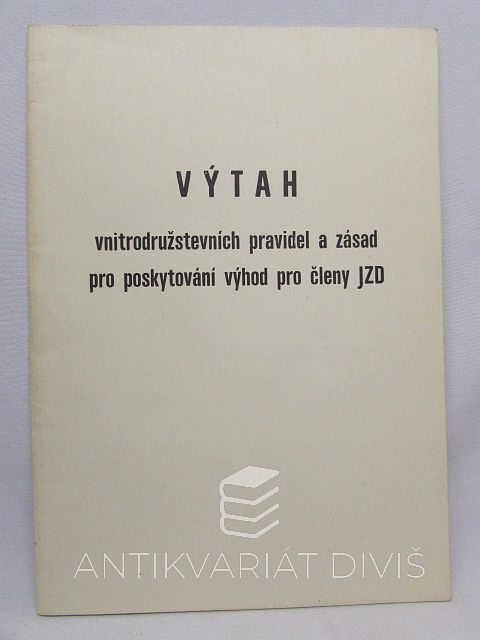 VÝTAH
vnitrodružstevních pravidel a zásad
pro poskytování výhod pro členy JZD
ANTIKVARIÁT DIVIŠ